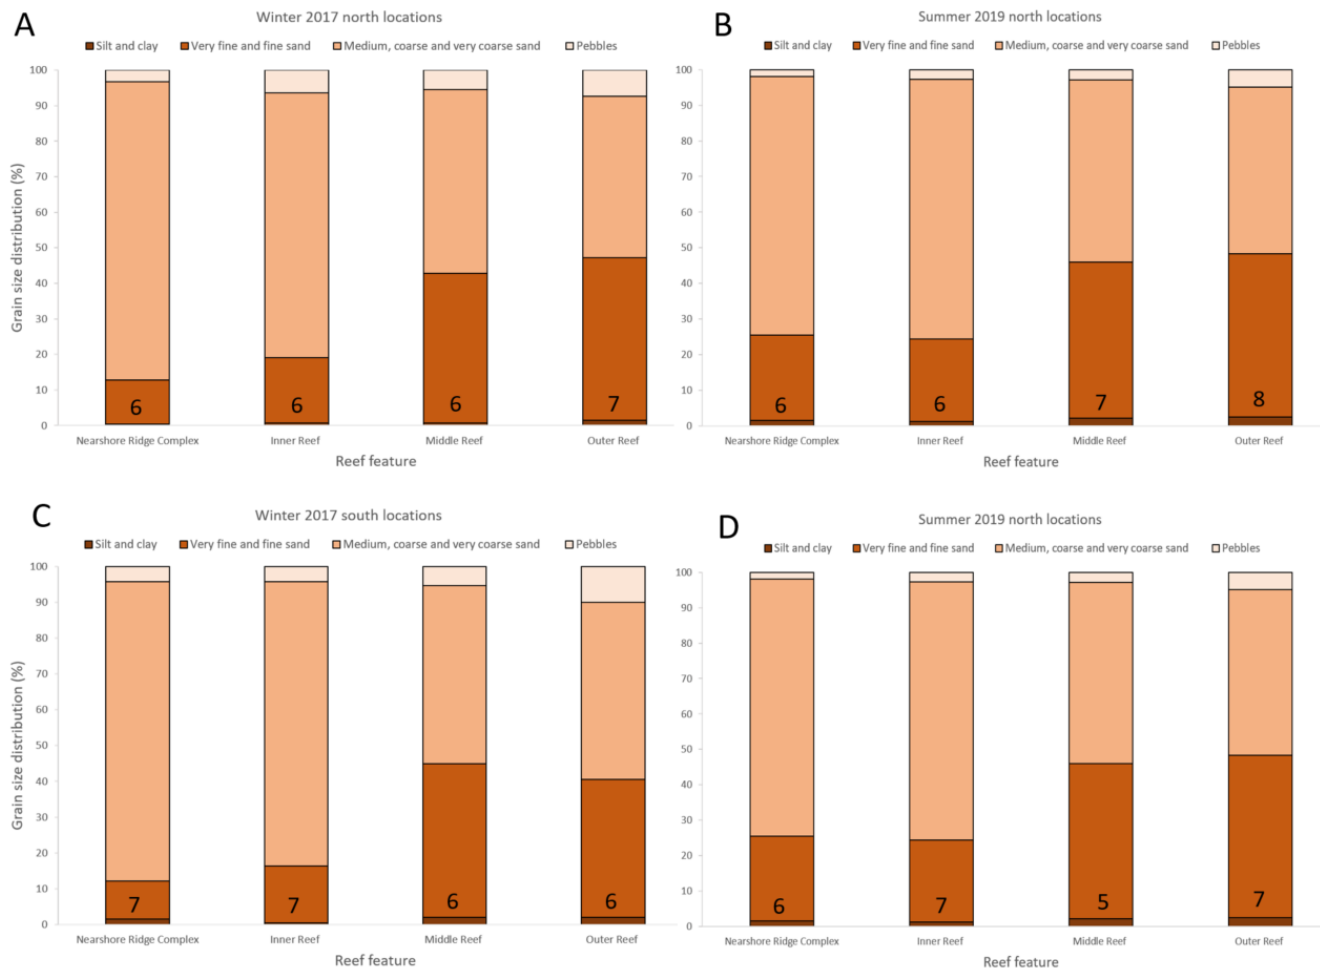 A
Winter 2017 north locations
Silt and clay Very fine and fine sand Medium, coarse and very coarse sand Pebbles
Grain size distribution (%)
100
90
80
70
60
50
40
30
20
10
0
6 6 6 7
Nearshore Ridge Complex Inner Reef Middle Reef Outer Reef
Reef feature
B
Summer 2019 north locations
Silt and clay Very fine and fine sand Medium, coarse and very coarse sand Pebbles
100
90
80
70
60
50
40
30
20
10
0
6 6 7 8
Nearshore Ridge Complex Inner Reef Middle Reef Outer Reef
Reef feature
C
Winter 2017 south locations
Silt and clay Very fine and fine sand Medium, coarse and very coarse sand Pebbles
Grain size distribution (%)
100
90
80
70
60
50
40
30
20
10
0
7 7 6 6
Nearshore Ridge Complex Inner Reef Middle Reef Outer Reef
Reef feature
D
Summer 2019 north locations
Silt and clay Very fine and fine sand Medium, coarse and very coarse sand Pebbles
100
90
80
70
60
50
40
30
20
10
0
6 7 5 7
Nearshore Ridge Complex Inner Reef Middle Reef Outer Reef
Reef feature